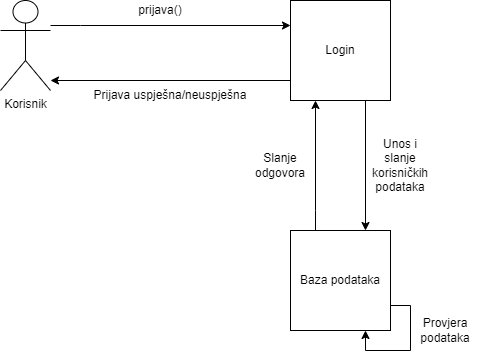 prijava()
Login
Korisnik
Prijava uspješna/neuspješna
Slanje
odgovora
Unos i
slanje
korisničkih
podataka
Baza podataka
Provjera
podataka